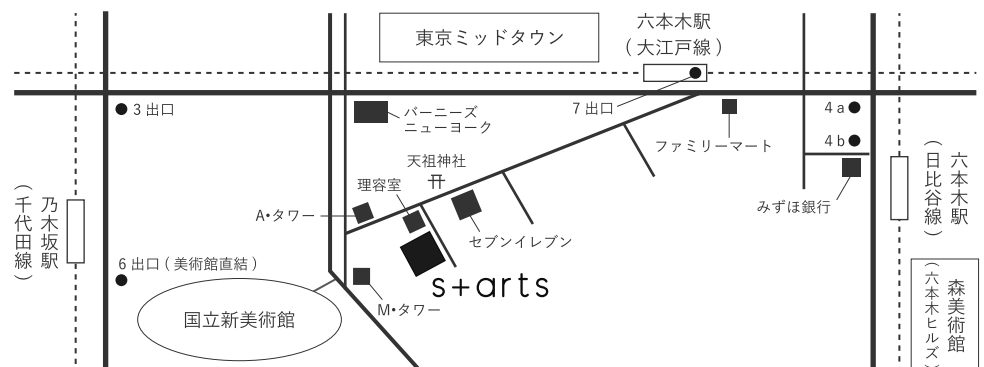 六本木駅
（大江戸線）
東京ミッドタウン
3 出口
バーニーズ
ニューヨーク
7 出口
4 a
4 b
ファミリーマート
天祖神社
理容室
A•タワー
セブンイレブン
みずほ銀行
六本木駅
（日比谷線）
乃木坂駅
（千代田線）
6 出口（美術館直結）
s+arts
M•タワー
国立新美術館
森美術館
（六本木ヒルズ）